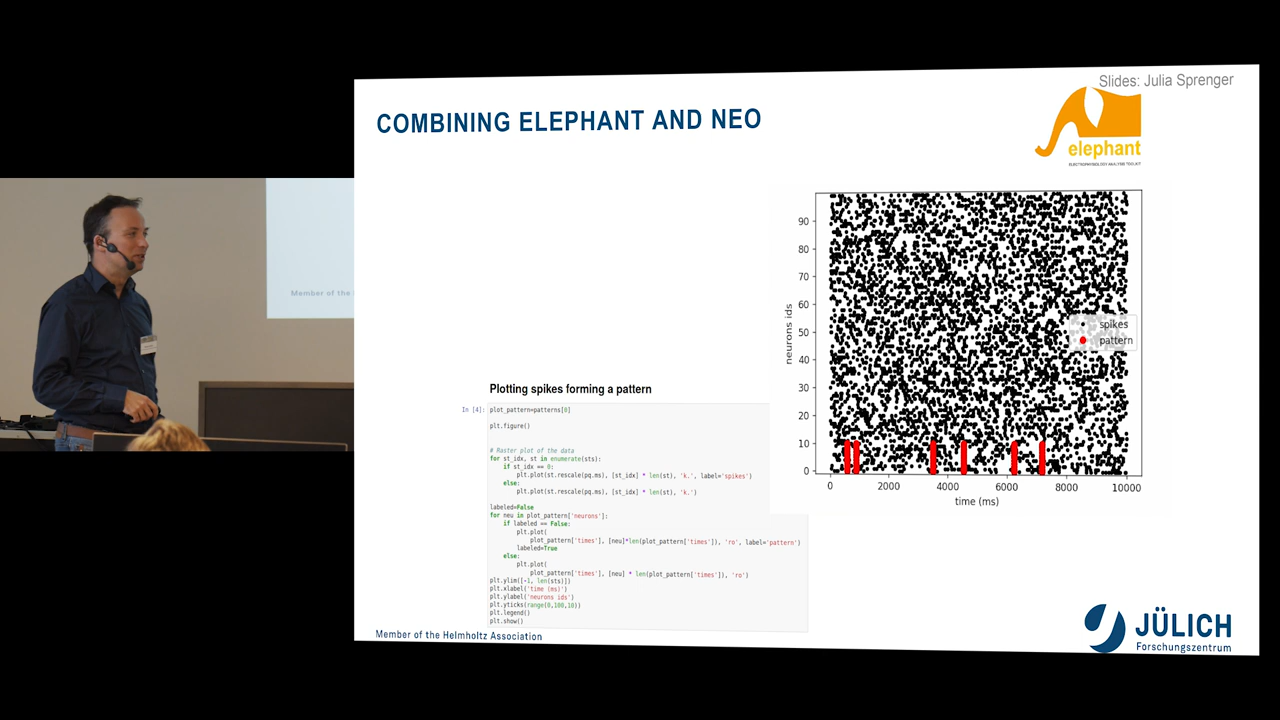 Slides: Julia Sprenger
COMBINING ELEPHANT AND NEO
elephant
ELECTROPHYSIOLOGY ANALYSIS TOOLKIT
Member of the
90
80
70
60
50
40
30
20
10
0
neurons ids
spikes
pattern
0 2000 4000 6000 8000 10000
time (ms)
Plotting spikes forming a pattern
In [4]: plot_pattern=patterns[0]
plt.figure()
# Raster plot of the data
for st_idx, st in enumerate(sts):
if st_idx == 0:
plt.plot(st.rescale(pq.ms), [st_idx] * len(st), 'k.', label='spikes')
else:
plt.plot(st.rescale(pq.ms), [st_idx] * len(st), 'k.')
labeled=False
for neu in plot_pattern['neurons']:
if labeled == False:
plt.plot(
plot_pattern['times'], [neu]*len(plot_pattern['times']), 'ro', label='pattern')
labeled=True
else:
plt.plot(
plot_pattern['times'], [neu] * len(plot_pattern['times']), 'ro')
plt.ylim([-1, len(sts)])
plt.xlabel('time (ms)')
plt.ylabel('neurons ids')
plt.yticks(range(0,100,10))
plt.legend()
plt.show()
Member of the Helmholtz Association
JÜLICH
Forschungszentrum